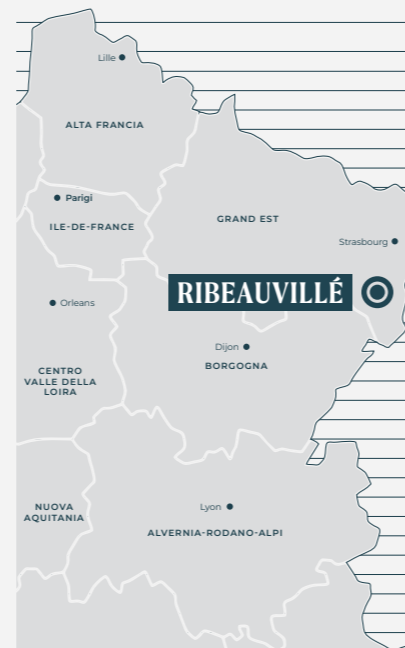 Lille
ALTA FRANCIA
Parigi
ILE-DE-FRANCE
GRAND EST
Strasbourg
RIBEAUVILLÉ
Orleans
Dijon
BORGOGNA
CENTRO
VALLE DELLA
LOIRA
NUOVA
AQUITANIA
Lyon
ALVERNIA-RODANO-ALPI